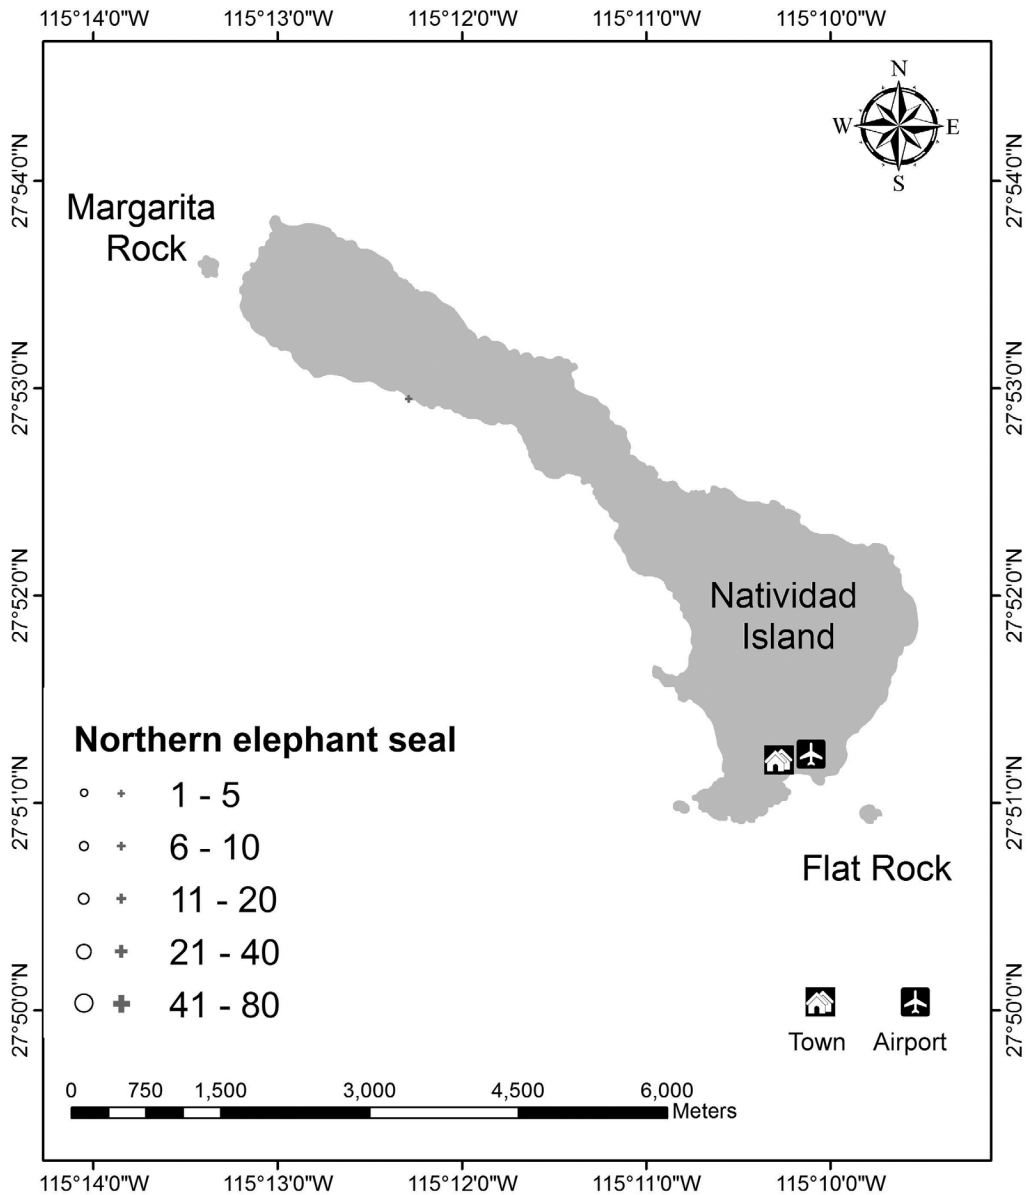 115°14'0"W 115°13'0"W 115°12'0"W 115°11'0"W 115°10'0"W
N
W E
S
27°54'0"N 27°54'0"N
Margarita
Rock
27°53'0"N 27°53'0"N
27°52'0"N 27°52'0"N
Natividad
Island
Northern elephant seal
1 - 5
27°51'0"N 27°51'0"N
6 - 10
Flat Rock
11 - 20
21 - 40
41 - 80
27°50'0"N 27°50'0"N
Town Airport
0 750 1,500 3,000 4,500 6,000
Meters
115°14'0"W 115°13'0"W 115°12'0"W 115°11'0"W 115°10'0"W